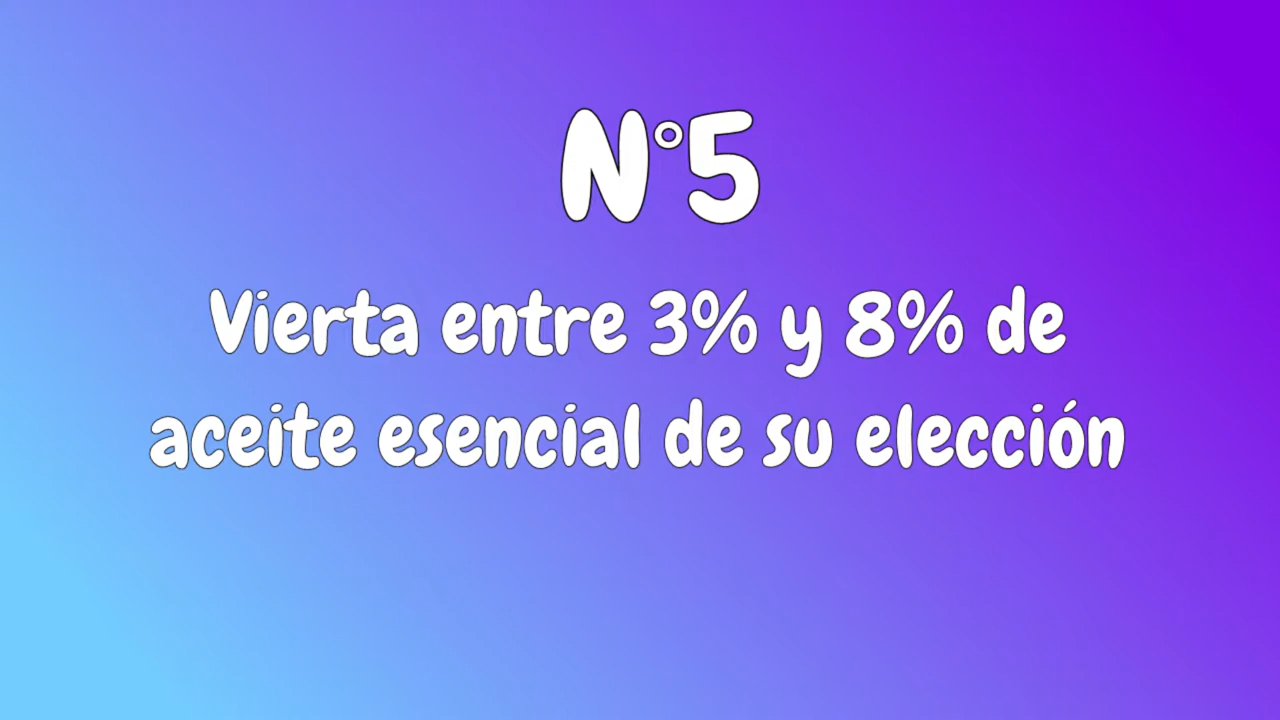 N°5
Vierta entre 3% y 8% de
aceite esencial de su elección